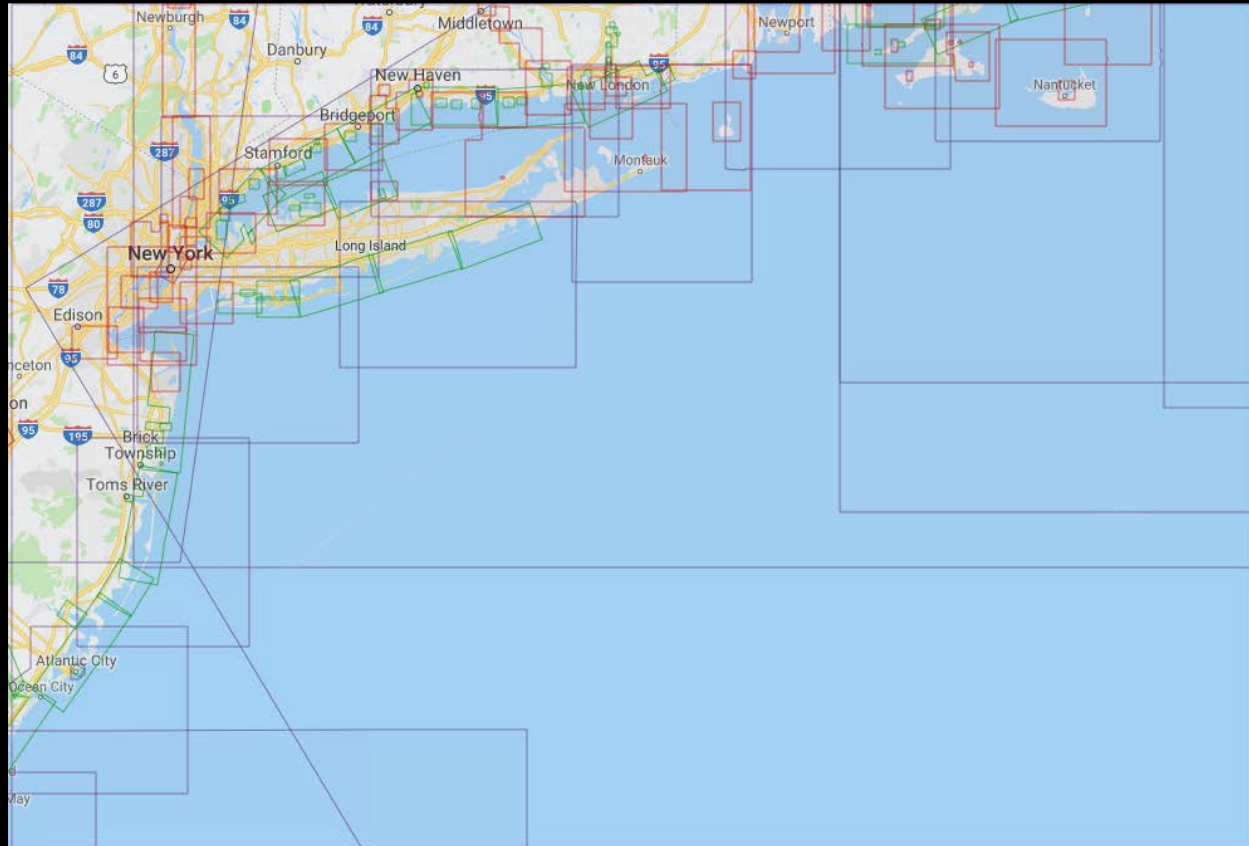 Newburgh
84
Middletown
Newport
84
84
Danbury
6
New Haven
95
New London
Nantucket
95
Bridgeport
287
Stamford
Montauk
287
95
80
New York
Long Island
78
Edison
95
on
95
195
Brick
Township
Toms River
Atlantic City
Ocean City
May